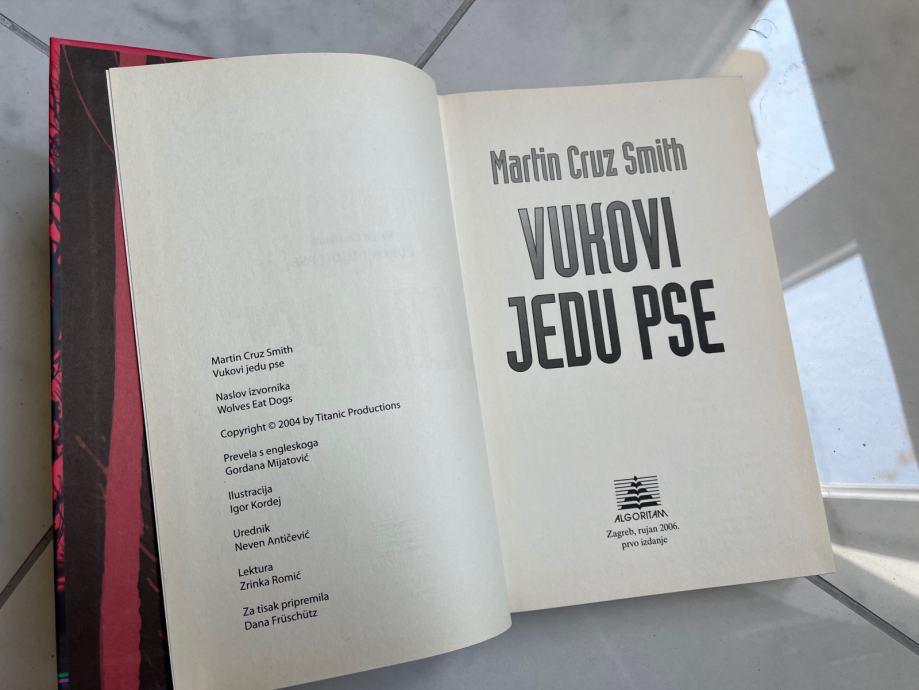 Martin Cruz Smith
Vukovi jedu pse
Naslov izvornika
Wolves Eat Dogs
Copyright © 2004 by Titanic Productions
Prevela s engleskoga
Gordana Mijatović
Ilustracija
Igor Kordej
Urednik
Neven Antičević
Lektura
Zrinka Romić
Za tisak pripremila
Dana Früschütz
Martin Cruz Smith
VUKOVI
JEDU PSE
ALGORITAM
Zagreb, rujan 2006.
prvo izdanje